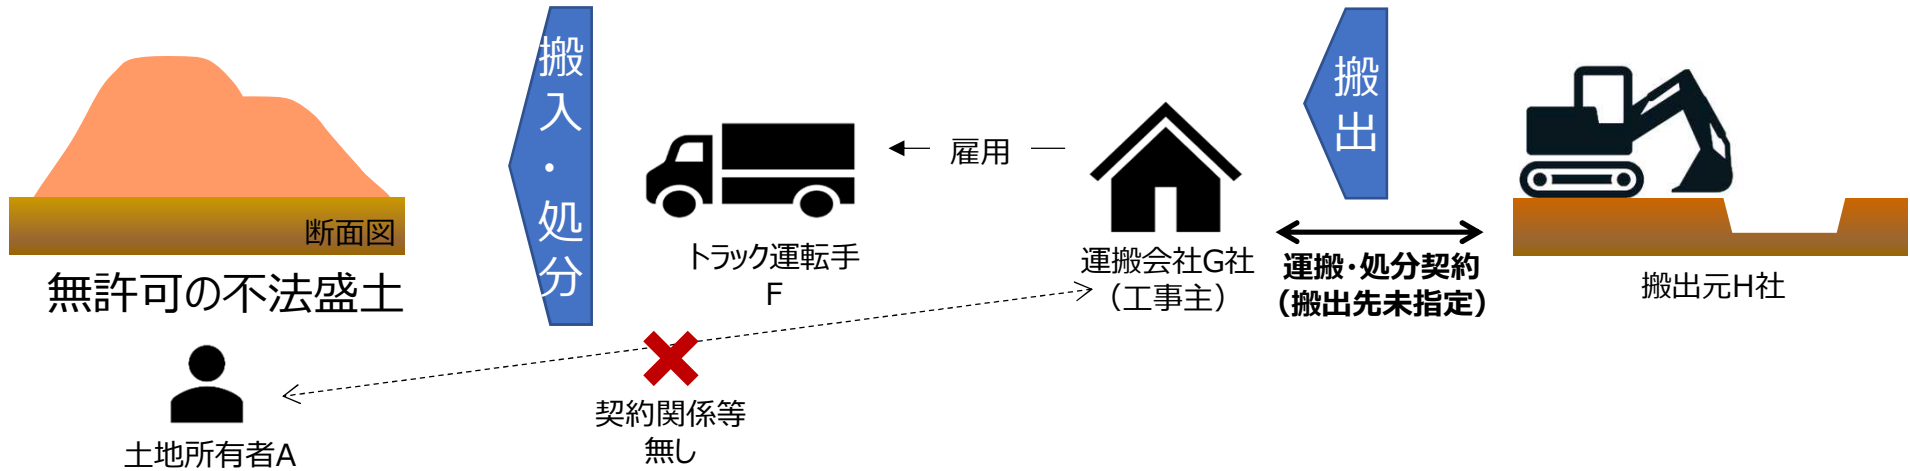 搬入・処分
搬出
雇用
断面図
無許可の不法盛土
トラック運転手
F
運搬会社G社
（工事主）
運搬・処分契約
（搬出先未指定）
搬出元H社
契約関係等
無し
土地所有者A